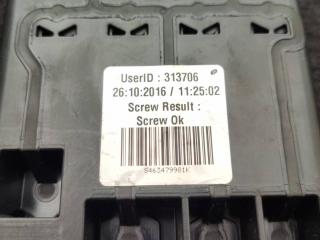 UserID : 313706
26:10:2016 / 11:25:02
Screw Result :
Screw Ok
S463479981K